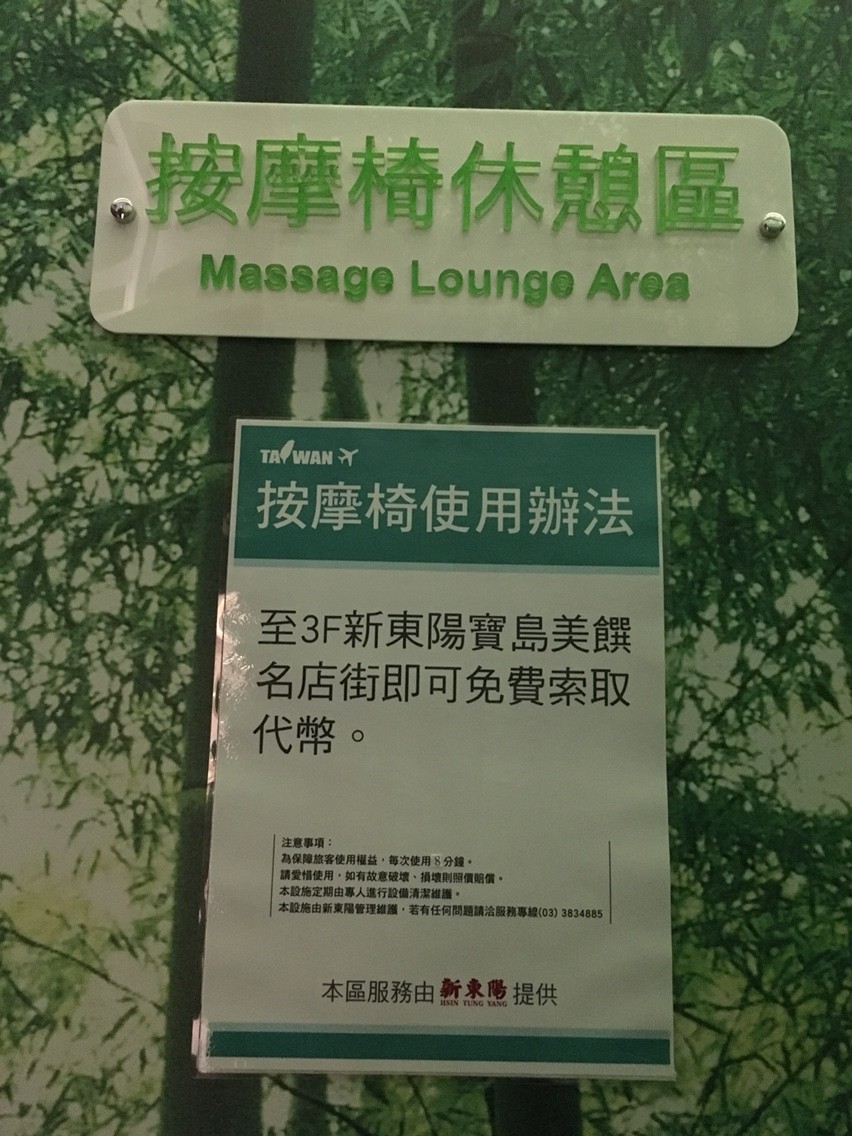 按摩椅休憩區
Massage Lounge Area
TAIWAN
按摩椅使用辦法
至3F新東陽寶島美饌
名店街即可免費索取
代幣。
注意事項：
為保障旅客使用權益，每次使用8分鐘。
請愛惜使用，如有故意破壞、損壞則照價賠償。
本設施定期由專人進行設備清潔維護。
本設施由新東陽管理維護，若有任何問題請洽服務專線(03) 3834885
本區服務由 新東陽 提供
HSIN TUNG YANG